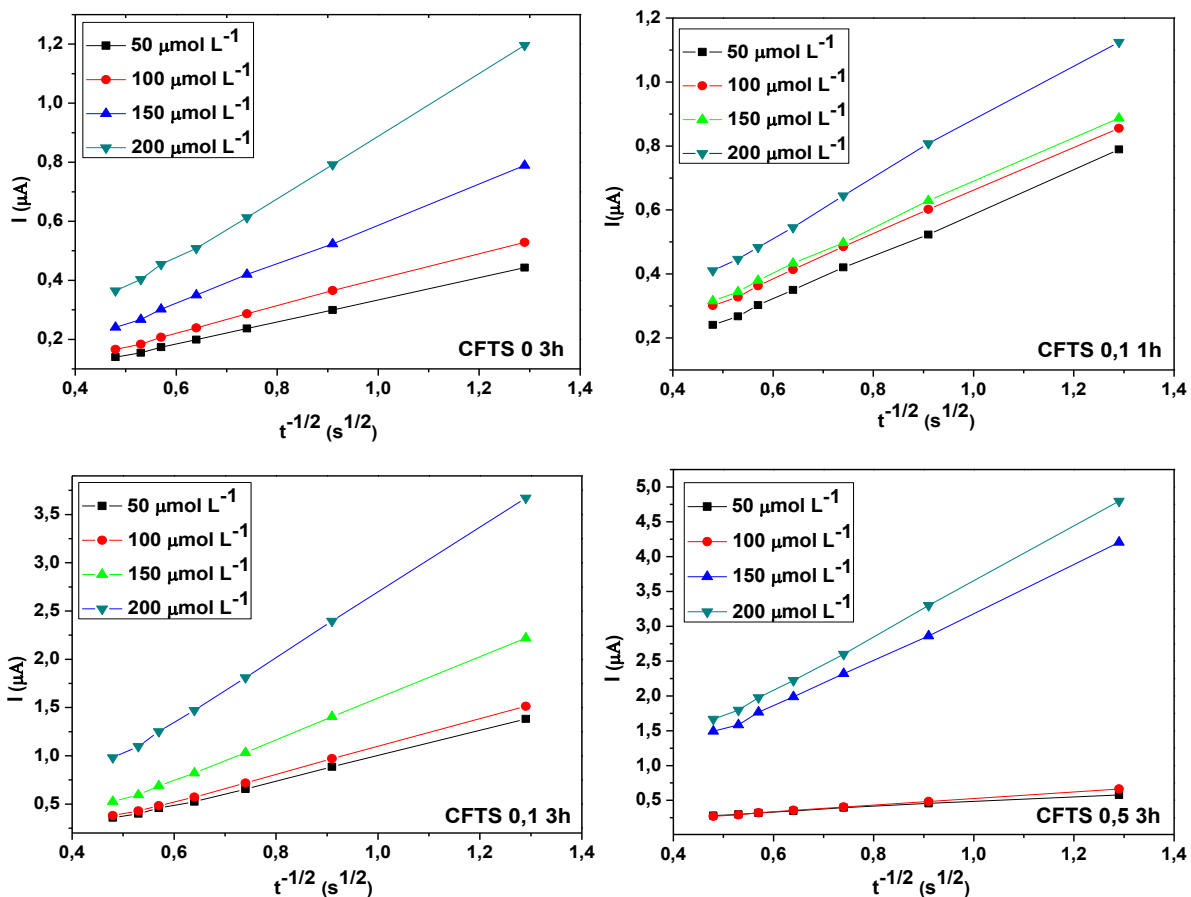 1,2
1,0
0,8
0,6
0,4
0,2
I (µA)
50 µmol L-1
100 µmol L-1
150 µmol L-1
200 µmol L-1
CFTS 0 3h
0,4 0,6 0,8 1,0 1,2 1,4
t-1/2 (s1/2)
1,2
1,0
0,8
0,6
0,4
0,2
I(µA)
50 µmol L-1
100 µmol L-1
150 µmol L-1
200 µmol L-1
CFTS 0,1 1h
0,4 0,6 0,8 1,0 1,2 1,4
t-1/2 (s1/2)
3,5
3,0
2,5
2,0
1,5
1,0
0,5
I (µA)
50 µmol L-1
100 µmol L-1
150 µmol L-1
200 µmol L-1
CFTS 0,1 3h
0,4 0,6 0,8 1,0 1,2 1,4
t-1/2 (s1/2)
5,0
4,5
4,0
3,5
3,0
2,5
2,0
1,5
1,0
0,5
I (µA)
50 µmol L-1
100 µmol L-1
150 µmol L-1
200 µmol L-1
CFTS 0,5 3h
0,4 0,6 0,8 1,0 1,2 1,4
t-1/2 (s1/2)